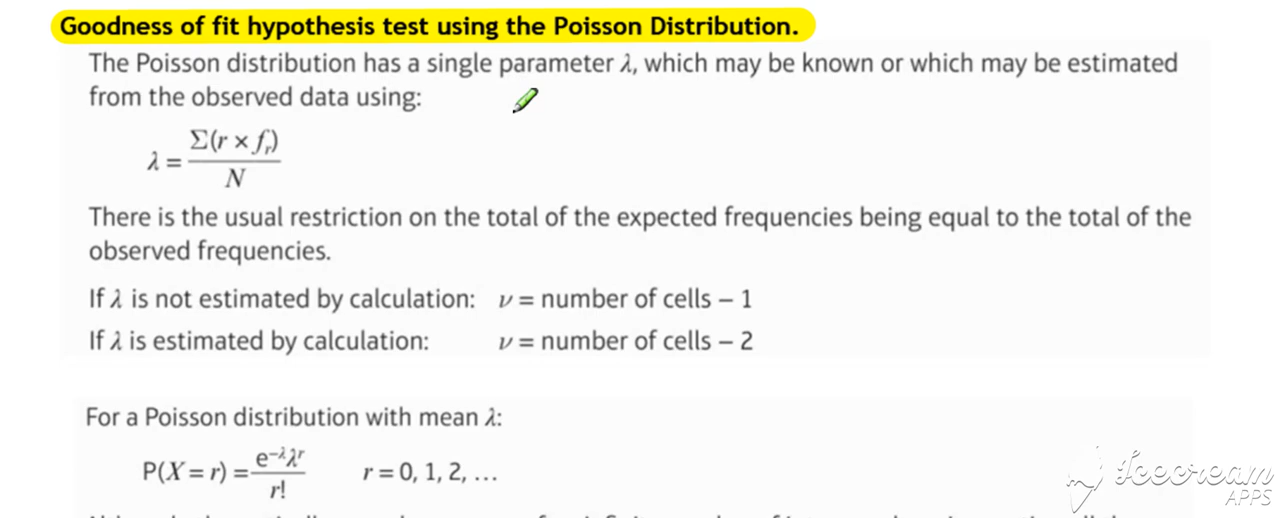 Goodness of fit hypothesis test using the Poisson Distribution.
The Poisson distribution has a single parameter λ, which may be known or which may be estimated
from the observed data using:
λ = Σ(r × fᵣ) / N
There is the usual restriction on the total of the expected frequencies being equal to the total of the
observed frequencies.
If λ is not estimated by calculation: ν = number of cells – 1
If λ is estimated by calculation: ν = number of cells – 2
For a Poisson distribution with mean λ:
P(X = r) = e^(–λ)λ^r / r! r = 0, 1, 2, …
Icecream
APPS